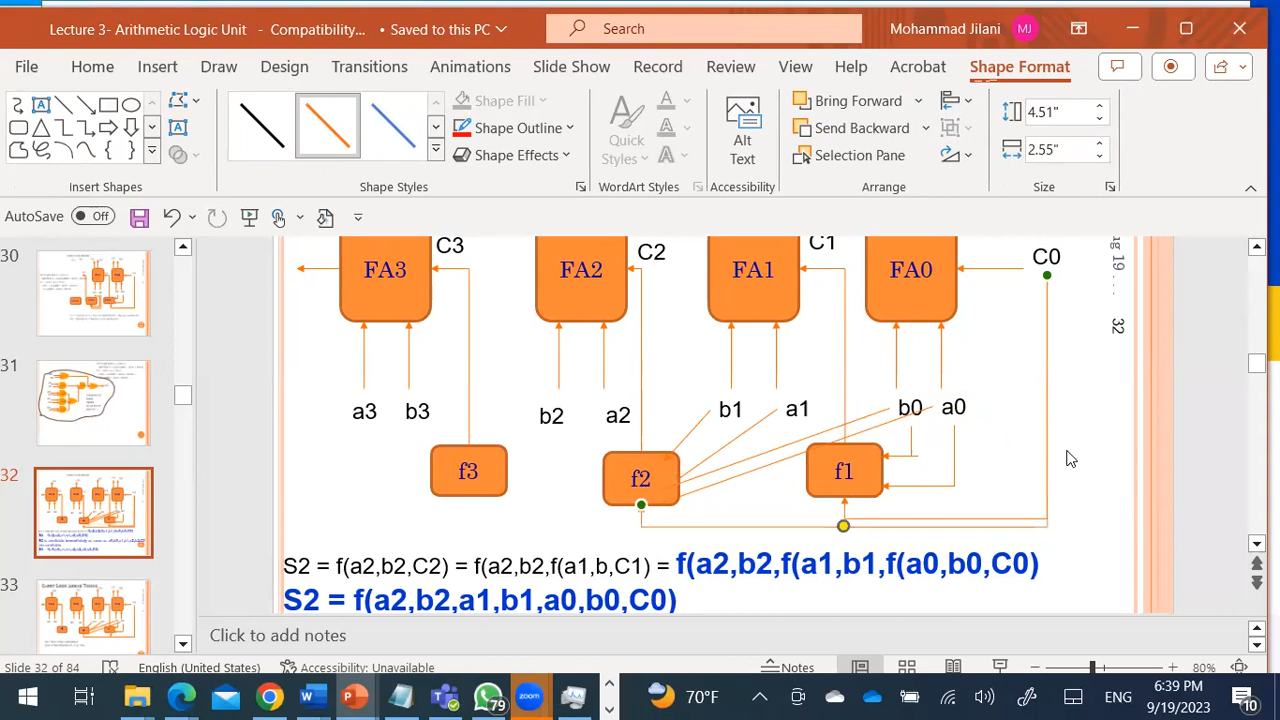 Lecture 3- Arithmetic Logic Unit - Compatibility... • Saved to this PC
Search
Mohammad Jilani MJ
File Home Insert Draw Design Transitions Animations Slide Show Record Review View Help Acrobat Shape Format
Insert Shapes
Shape Styles
Shape Fill
Shape Outline
Shape Effects
Quick Styles
WordArt Styles
Alt Text
Accessibility
Bring Forward
Send Backward
Selection Pane
Arrange
4.51"
2.55"
Size
AutoSave Off
30
31
32
33
C3 C2 C1 C0
FA3 FA2 FA1 FA0
19
32
a3 b3 b2 a2 b1 a1 b0 a0
f3 f2 f1
S2 = f(a2,b2,C2) = f(a2,b2,f(a1,b,C1) = f(a2,b2,f(a1,b1,f(a0,b0,C0)
S2 = f(a2,b2,a1,b1,a0,b0,C0)
Click to add notes
Slide 32 of 84 English (United States) Accessibility: Unavailable Notes 80%
79 zoom 70°F ENG 6:39 PM
9/19/2023 10